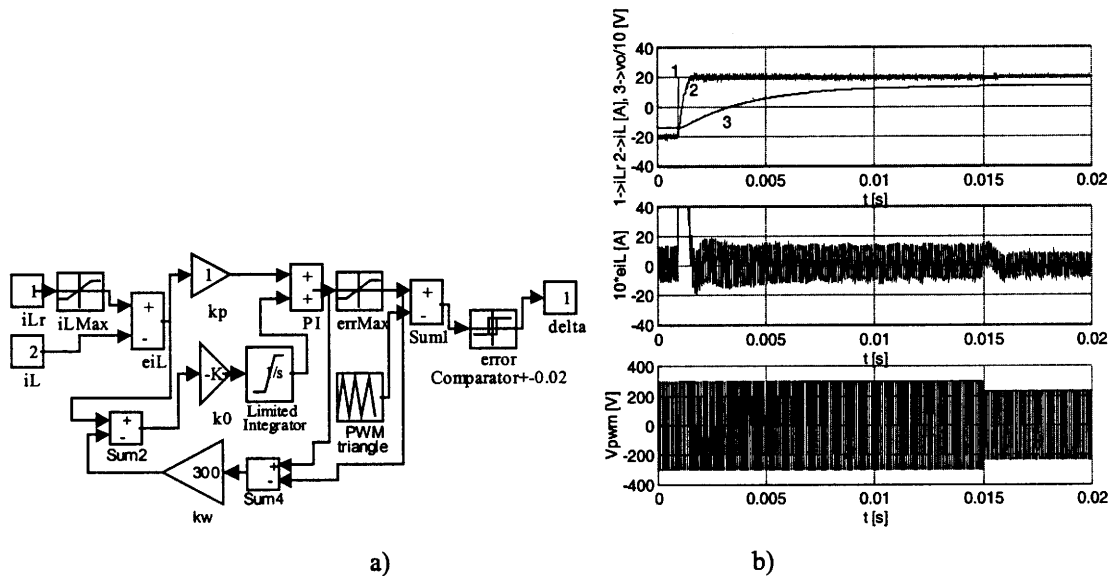 1
iLr
iLMax
2
iL
+
-
eiL
1
kp
+
+
PI
errMax
+
-
Sum1
error
Comparator+-0.02
1
delta
-K-
k0
1/s
Limited
Integrator
PWM
triangle
+
-
Sum2
300
kw
+
-
Sum4
a)
1->iLr 2->iL [A], 3->vo/10 [V]
40
20
0
-20
-40
1
2
3
0 0.005 0.01 0.015 0.02
t [s]
10*eiL [A]
40
20
0
-20
-40
0 0.005 0.01 0.015 0.02
t [s]
Vpwm [V]
400
200
0
-200
-400
0 0.005 0.01 0.015 0.02
t [s]
b)